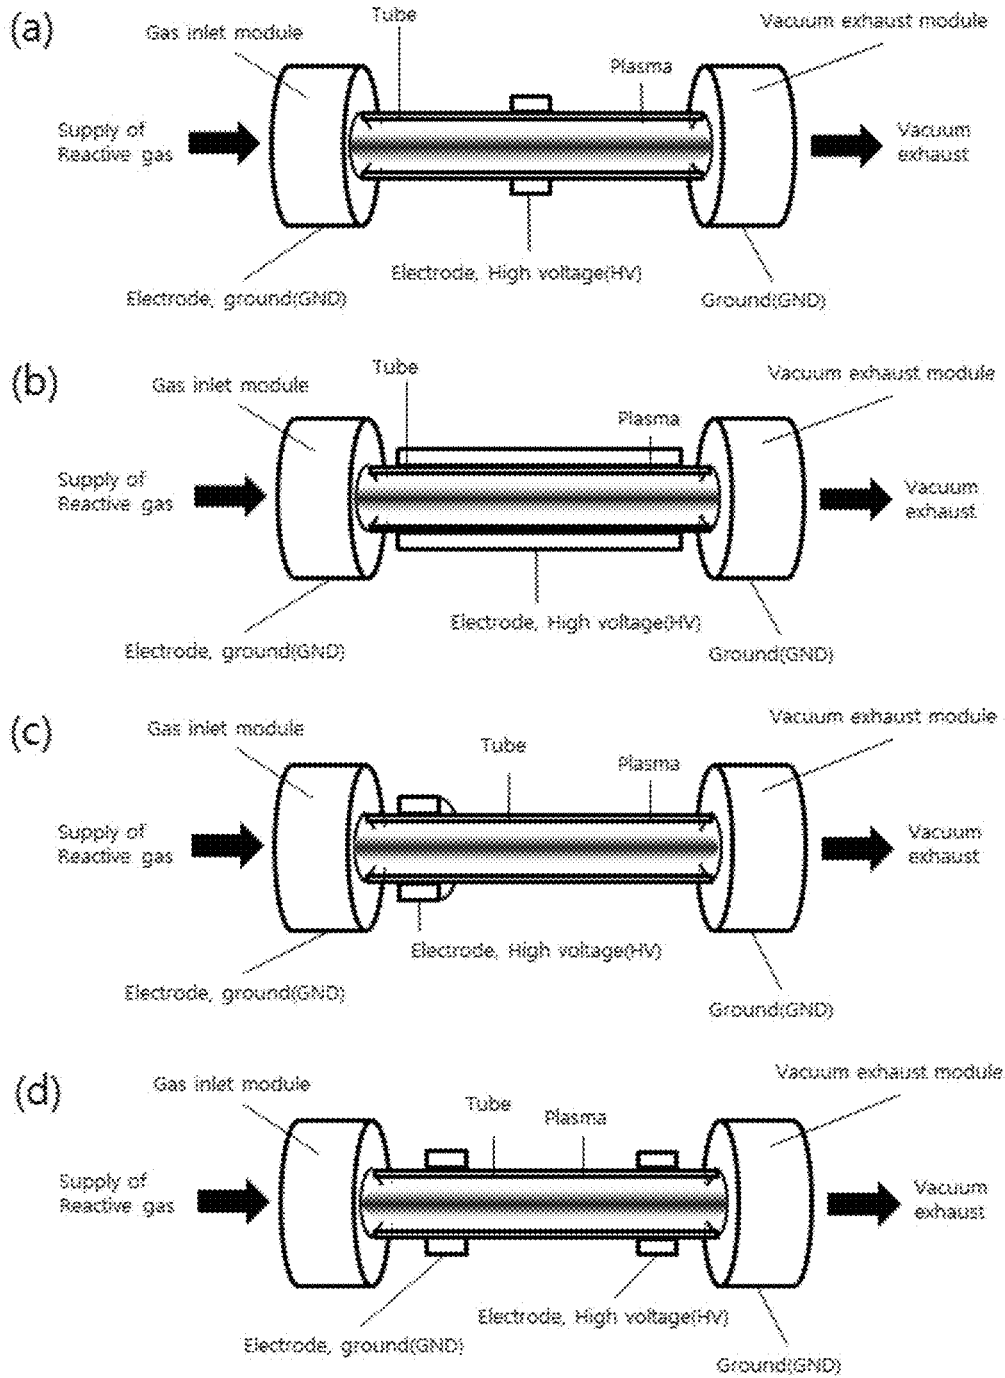 (a)
Gas inlet module
Tube
Vacuum exhaust module
Plasma
Supply of
Reactive gas
Vacuum
exhaust
Electrode, High voltage(HV)
Electrode, ground(GND)
Ground(GND)
(b)
Gas inlet module
Tube
Vacuum exhaust module
Plasma
Supply of
Reactive gas
Vacuum
exhaust
Electrode, High voltage(HV)
Electrode, ground(GND)
Ground(GND)
(c)
Gas inlet module
Tube
Vacuum exhaust module
Plasma
Supply of
Reactive gas
Vacuum
exhaust
Electrode, High voltage(HV)
Electrode, ground(GND)
Ground(GND)
(d)
Gas inlet module
Tube
Plasma
Vacuum exhaust module
Supply of
Reactive gas
Vacuum
exhaust
Electrode, High voltage(HV)
Electrode, ground(GND)
Ground(GND)